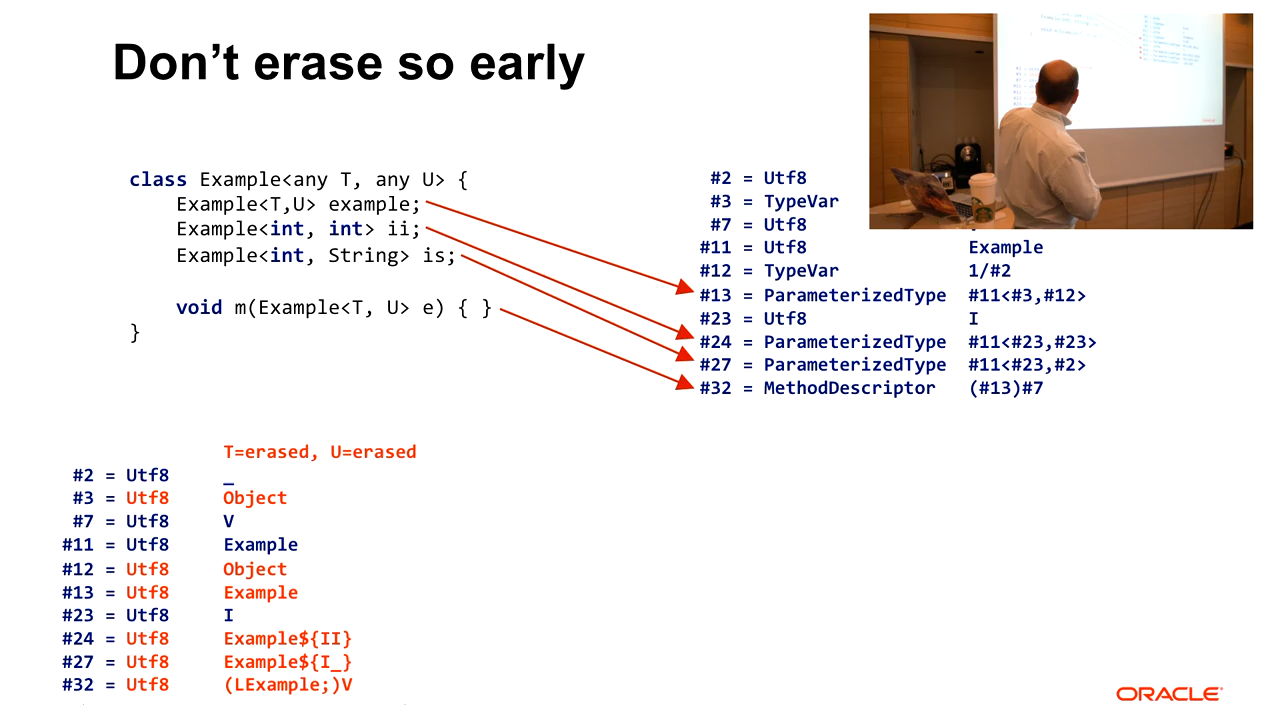 Don't erase so early
class Example<any T, any U> {
Example<T,U> example;
Example<int, int> ii;
Example<int, String> is;
void m(Example<T, U> e) { }
}
#2 = Utf8
#3 = TypeVar
#7 = Utf8
#11 = Utf8 Example
#12 = TypeVar 1/#2
#13 = ParameterizedType #11<#3,#12>
#23 = Utf8 I
#24 = ParameterizedType #11<#23,#23>
#27 = ParameterizedType #11<#23,#2>
#32 = MethodDescriptor (#13)#7
T=erased, U=erased
#2 = Utf8 _
#3 = Utf8 Object
#7 = Utf8 V
#11 = Utf8 Example
#12 = Utf8 Object
#13 = Utf8 Example
#23 = Utf8 I
#24 = Utf8 Example${II}
#27 = Utf8 Example${I_}
#32 = Utf8 (LExample;)V
ORACLE